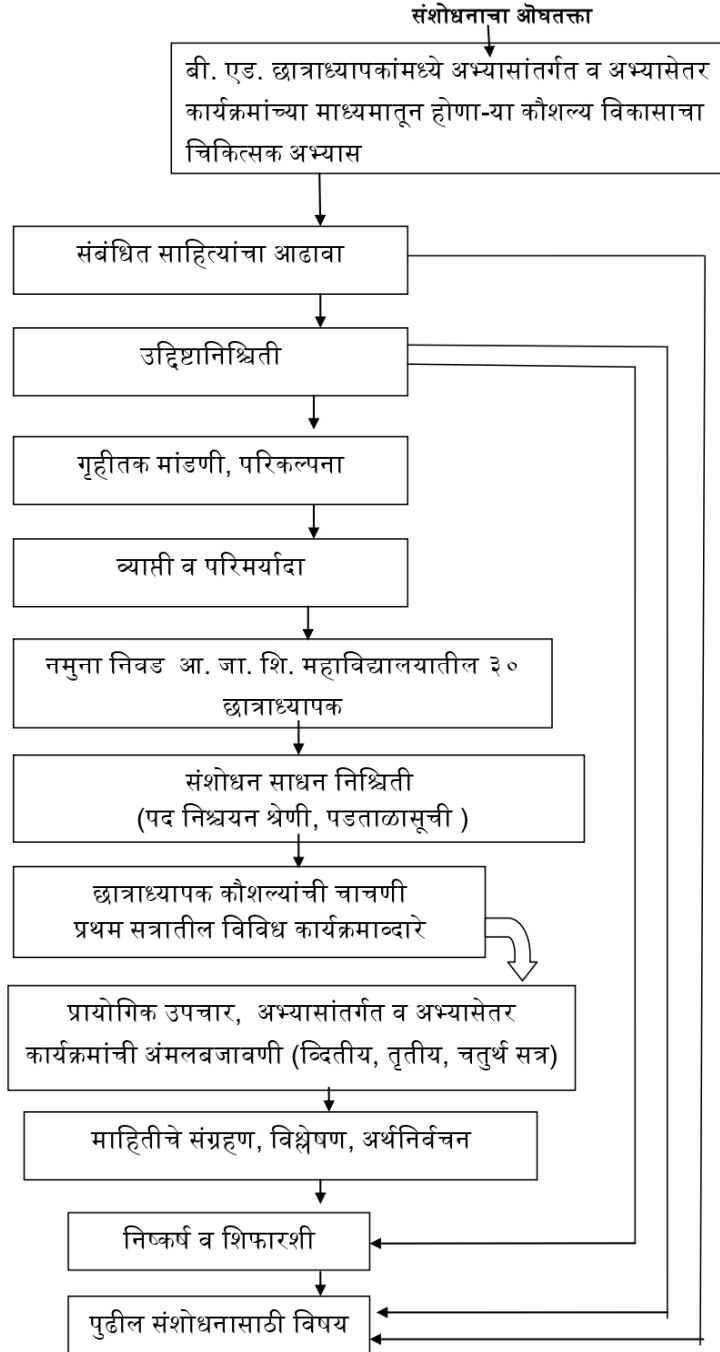 संशोधनाचा ओघतक्ता
बी. एड. छात्राध्यापकांमध्ये अभ्यासांतर्गत व अभ्यासेतर
कार्यक्रमांच्या माध्यमातून होणा-या कौशल्य विकासाचा
चिकित्सक अभ्यास
संबंधित साहित्यांचा आढावा
उद्दिष्टानिश्चिती
गृहीतक मांडणी, परिकल्पना
व्याप्ती व परिमर्यादा
नमुना निवड आ. जा. शि. महाविद्यालयातील ३०
छात्राध्यापक
संशोधन साधन निश्चिती
(पद निश्चयन श्रेणी, पडताळासूची )
छात्राध्यापक कौशल्यांची चाचणी
प्रथम सत्रातील विविध कार्यक्रमाव्दारे
प्रायोगिक उपचार, अभ्यासांतर्गत व अभ्यासेतर
कार्यक्रमांची अंमलबजावणी (व्दितीय, तृतीय, चतुर्थ सत्र)
माहितीचे संग्रहण, विश्लेषण, अर्थनिर्वचन
निष्कर्ष व शिफारशी
पुढील संशोधनासाठी विषय